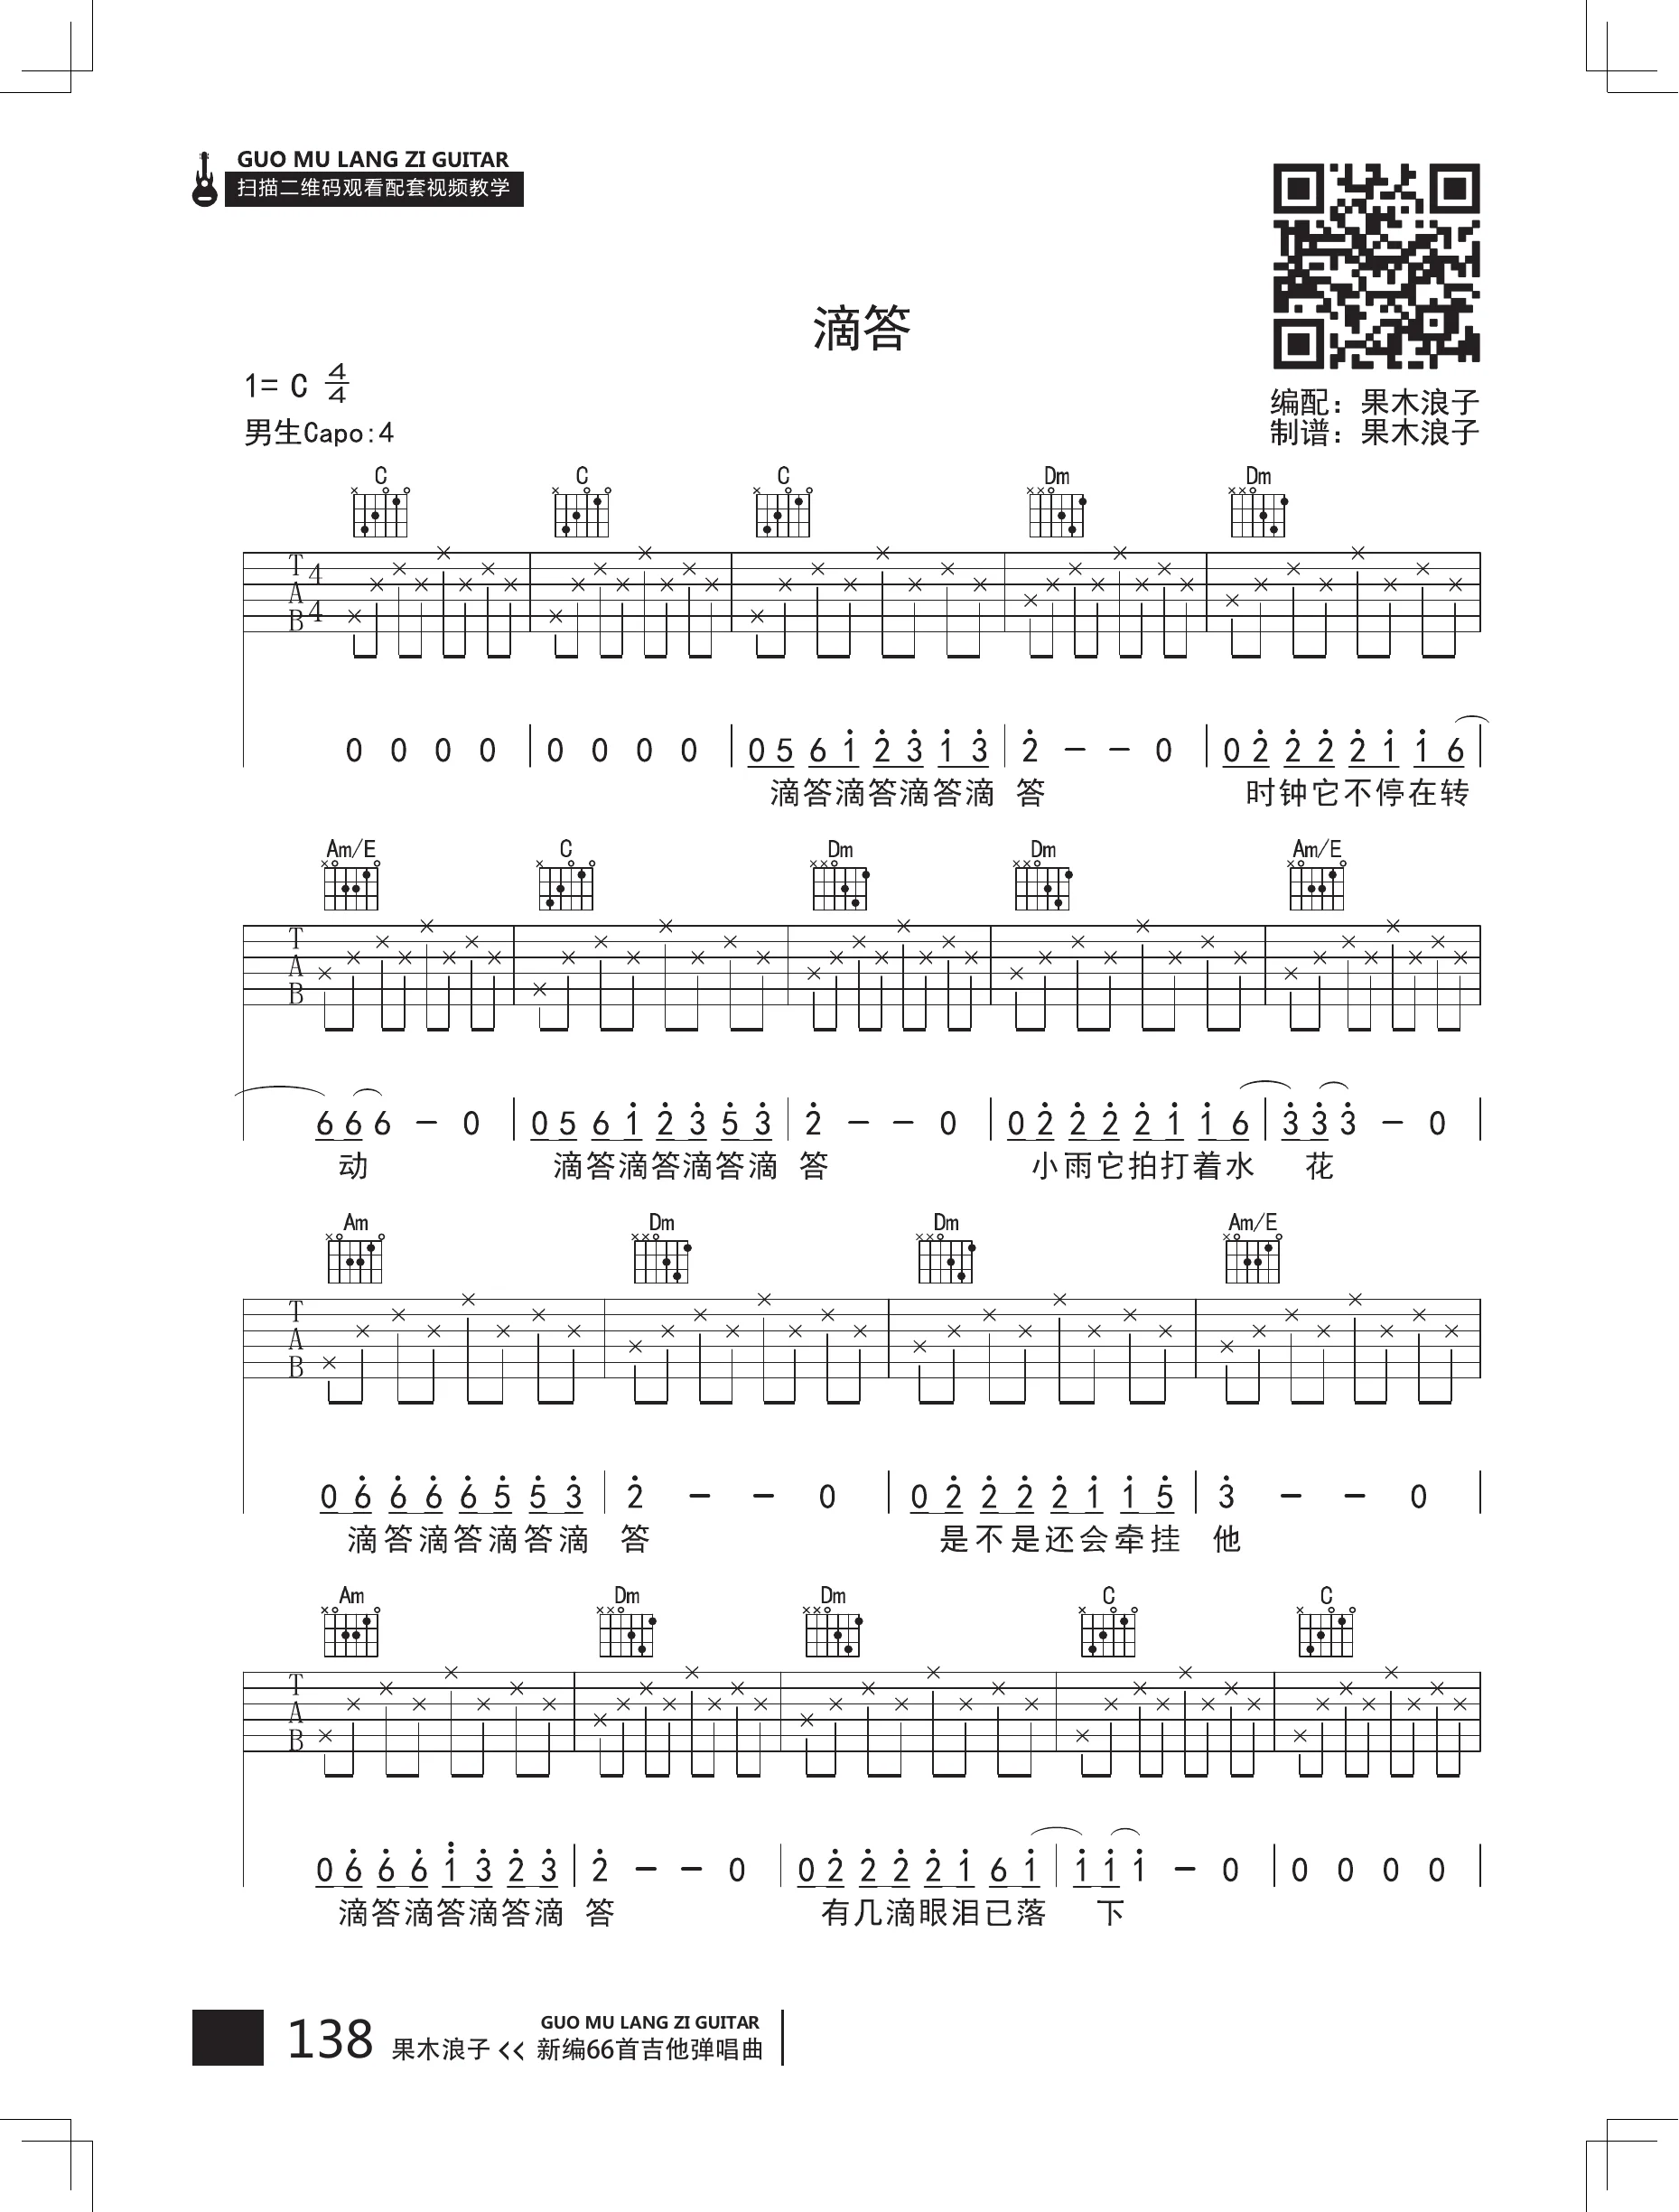 GUO MU LANG ZI GUITAR
扫描二维码观看配套视频教学
滴答
1= C 4/4
男生Capo:4
编配：果木浪子
制谱：果木浪子
C C C Dm Dm
T A B 4 4
0 0 0 0 | 0 0 0 0 | 0 5 6 1̇ 2̇ 3̇ 1̇ 3̇ | 2̇ － － 0 | 0 2̇ 2̇ 2̇ 2̇ 1̇ 1̇ 6 |
滴答滴答滴答滴 答 时钟它不停在转
Am/E C Dm Dm Am/E
T A B
6 6 6 － 0 | 0 5 6 1̇ 2̇ 3̇ 5̇ 3̇ | 2̇ － － 0 | 0 2̇ 2̇ 2̇ 2̇ 1̇ 1̇ 6 | 3̇ 3̇ 3̇ － 0 |
动 滴答滴答滴答滴 答 小雨它拍打着水 花
Am Dm Dm Am/E
T A B
0 6̇ 6̇ 6̇ 6̇ 5̇ 5̇ 3̇ | 2̇ － － 0 | 0 2̇ 2̇ 2̇ 2̇ 1̇ 1̇ 5̇ | 3̇ － － 0 |
滴答滴答滴答滴 答 是不是还会牵挂 他
Am Dm Dm C C
T A B
0 6̇ 6̇ 6̇ 1̈ 3̇ 2̇ 3̇ | 2̇ － － 0 | 0 2̇ 2̇ 2̇ 2̇ 1̇ 6 1̇ | 1̇ 1̇ 1̇ － 0 | 0 0 0 0 |
滴答滴答滴答滴 答 有几滴眼泪已落 下
138 果木浪子 << GUO MU LANG ZI GUITAR
新编66首吉他弹唱曲